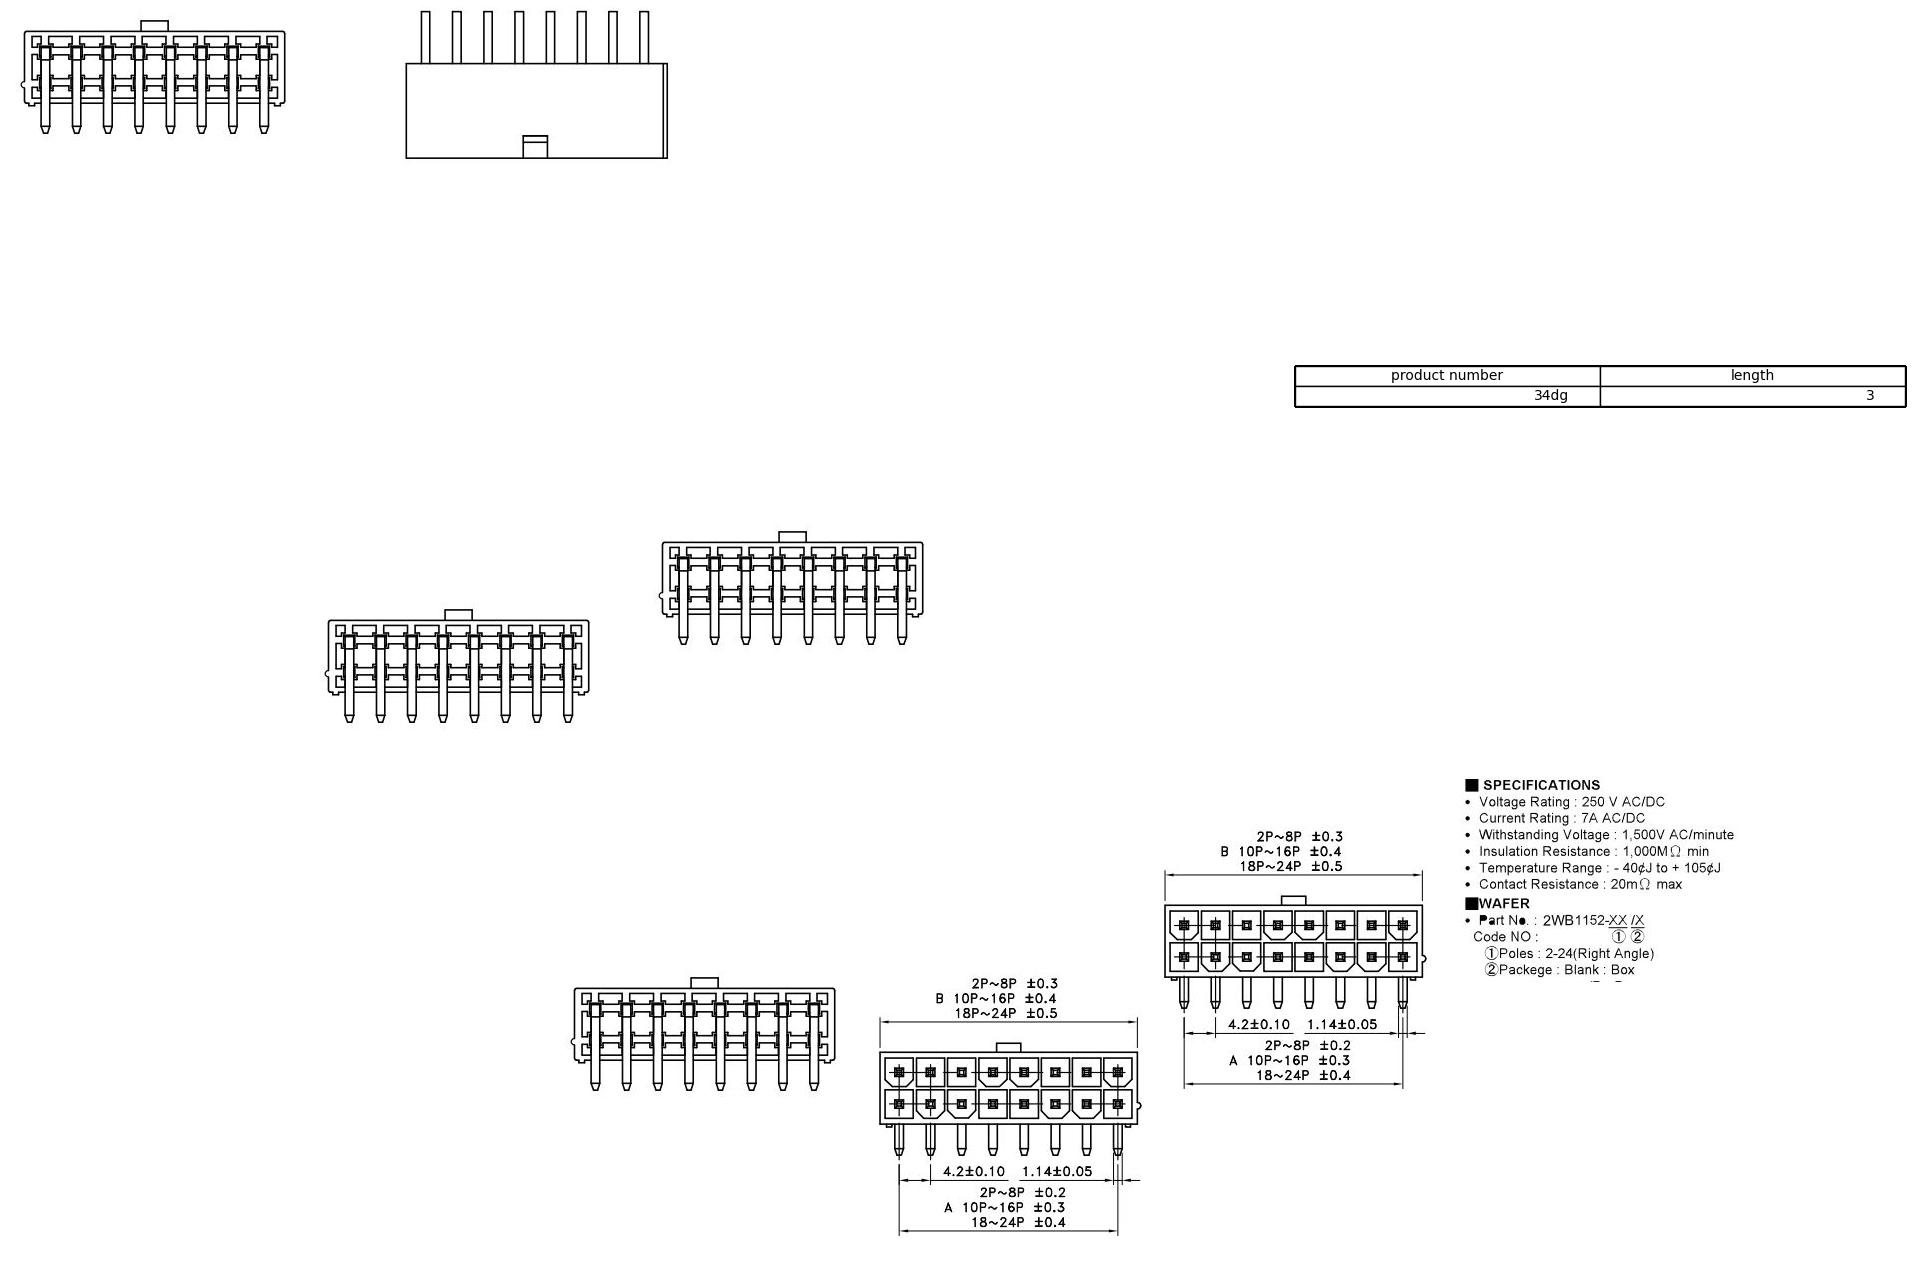 product number length
34dg 3
■ SPECIFICATIONS
• Voltage Rating : 250 V AC/DC
• Current Rating : 7A AC/DC
• Withstanding Voltage : 1,500V AC/minute
• Insulation Resistance : 1,000MΩ min
• Temperature Range : - 40¢J to + 105¢J
• Contact Resistance : 20mΩ max
■WAFER
• Part No. : 2WB1152-XX /X
Code NO : ① ②
①Poles : 2-24(Right Angle)
②Packege : Blank : Box
2P~8P ±0.3
B 10P~16P ±0.4
18P~24P ±0.5
4.2±0.10 1.14±0.05
2P~8P ±0.2
A 10P~16P ±0.3
18~24P ±0.4
2P~8P ±0.3
B 10P~16P ±0.4
18P~24P ±0.5
4.2±0.10 1.14±0.05
2P~8P ±0.2
A 10P~16P ±0.3
18~24P ±0.4